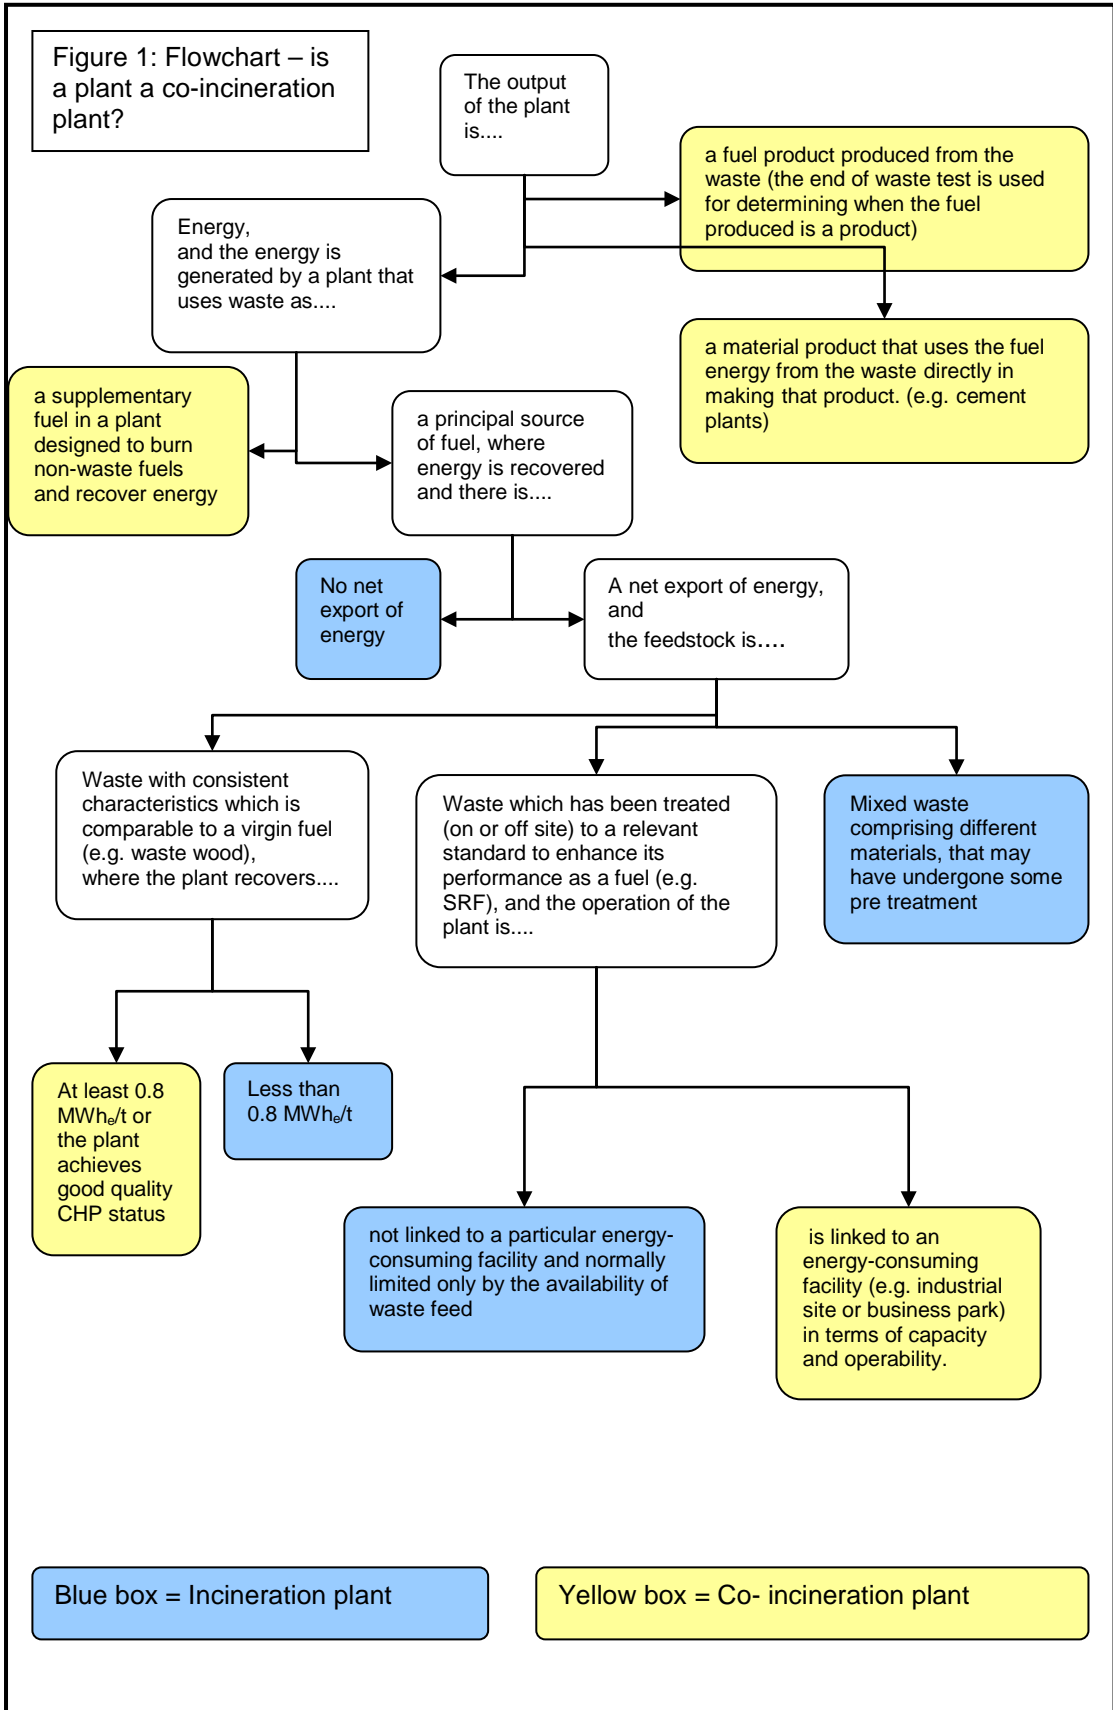 Figure 1: Flowchart – is
a plant a co-incineration
plant?
The output
of the plant
is....
a fuel product produced from the
waste (the end of waste test is used
for determining when the fuel
produced is a product)
Energy,
and the energy is
generated by a plant that
uses waste as....
a material product that uses the fuel
energy from the waste directly in
making that product. (e.g. cement
plants)
a supplementary
fuel in a plant
designed to burn
non-waste fuels
and recover energy
a principal source
of fuel, where
energy is recovered
and there is....
No net
export of
energy
A net export of energy,
and
the feedstock is....
Waste with consistent
characteristics which is
comparable to a virgin fuel
(e.g. waste wood),
where the plant recovers....
Waste which has been treated
(on or off site) to a relevant
standard to enhance its
performance as a fuel (e.g.
SRF), and the operation of the
plant is....
Mixed waste
comprising different
materials, that may
have undergone some
pre treatment
At least 0.8
MWhₑ/t or
the plant
achieves
good quality
CHP status
Less than
0.8 MWhₑ/t
not linked to a particular energy-
consuming facility and normally
limited only by the availability of
waste feed
is linked to an
energy-consuming
facility (e.g. industrial
site or business park)
in terms of capacity
and operability.
Blue box = Incineration plant
Yellow box = Co- incineration plant